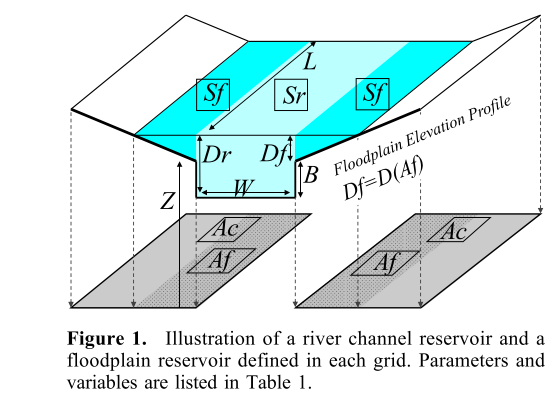 L
Sf
Sr
Sf
Dr
Df
Floodplain Elevation Profile
Df=D(Af)
B
W
Z
Ac
Af
Ac
Af
Figure 1. Illustration of a river channel reservoir and a
floodplain reservoir defined in each grid. Parameters and
variables are listed in Table 1.